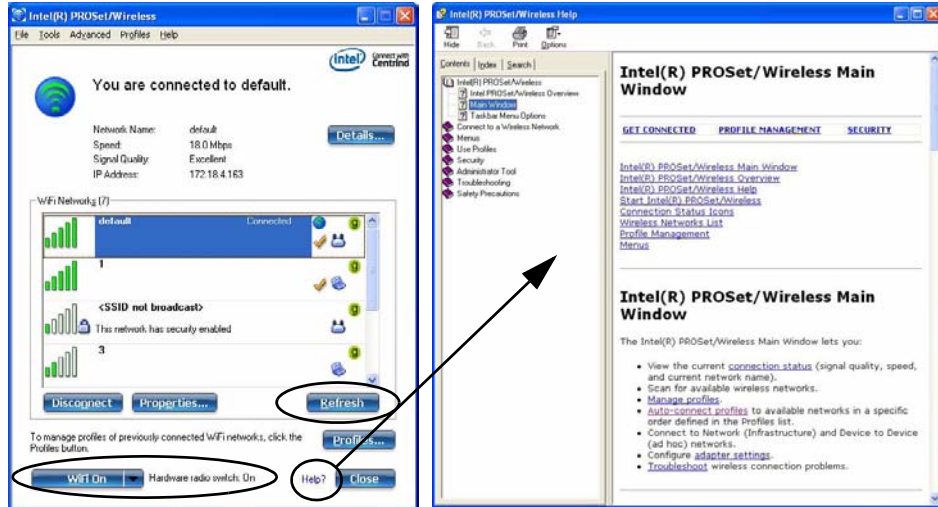 Intel(R) PROSet/Wireless
File Tools Advanced Profiles Help
intel Connect with Centrino
You are connected to default.
Network Name: default
Speed: 18.0 Mbps
Signal Quality: Excellent
IP Address: 172.18.4.163
Details...
WiFi Networks (7)
default Connected
g
1
g
<SSID not broadcast>
g
This network has security enabled
3
g
Disconnect Properties... Refresh
To manage profiles of previously connected WiFi networks, click the
Profiles button.
Profiles...
WiFi On Hardware radio switch: On Help? Close
Intel(R) PROSet/Wireless Help
Hide Back Print Options
Contents Index Search
Intel(R) PROSet/Wireless
Intel PROSet/Wireless Overview
Main Window
Taskbar Menu Options
Connect to a Wireless Network
Menus
Use Profiles
Security
Administrator Tool
Troubleshooting
Safety Precautions
Intel(R) PROSet/Wireless Main
Window
GET CONNECTED PROFILE MANAGEMENT SECURITY
Intel(R) PROSet/Wireless Main Window
Intel(R) PROSet/Wireless Overview
Intel(R) PROSet/Wireless Help
Start Intel(R) PROSet/Wireless
Connection Status Icons
Wireless Networks List
Profile Management
Menus
Intel(R) PROSet/Wireless Main
Window
The Intel(R) PROSet/Wireless Main Window lets you:
• View the current connection status (signal quality, speed,
and current network name).
• Scan for available wireless networks.
• Manage profiles.
• Auto-connect profiles to available networks in a specific
order defined in the Profiles list.
• Connect to Network (Infrastructure) and Device to Device
(ad hoc) networks.
• Configure adapter settings.
• Troubleshoot wireless connection problems.